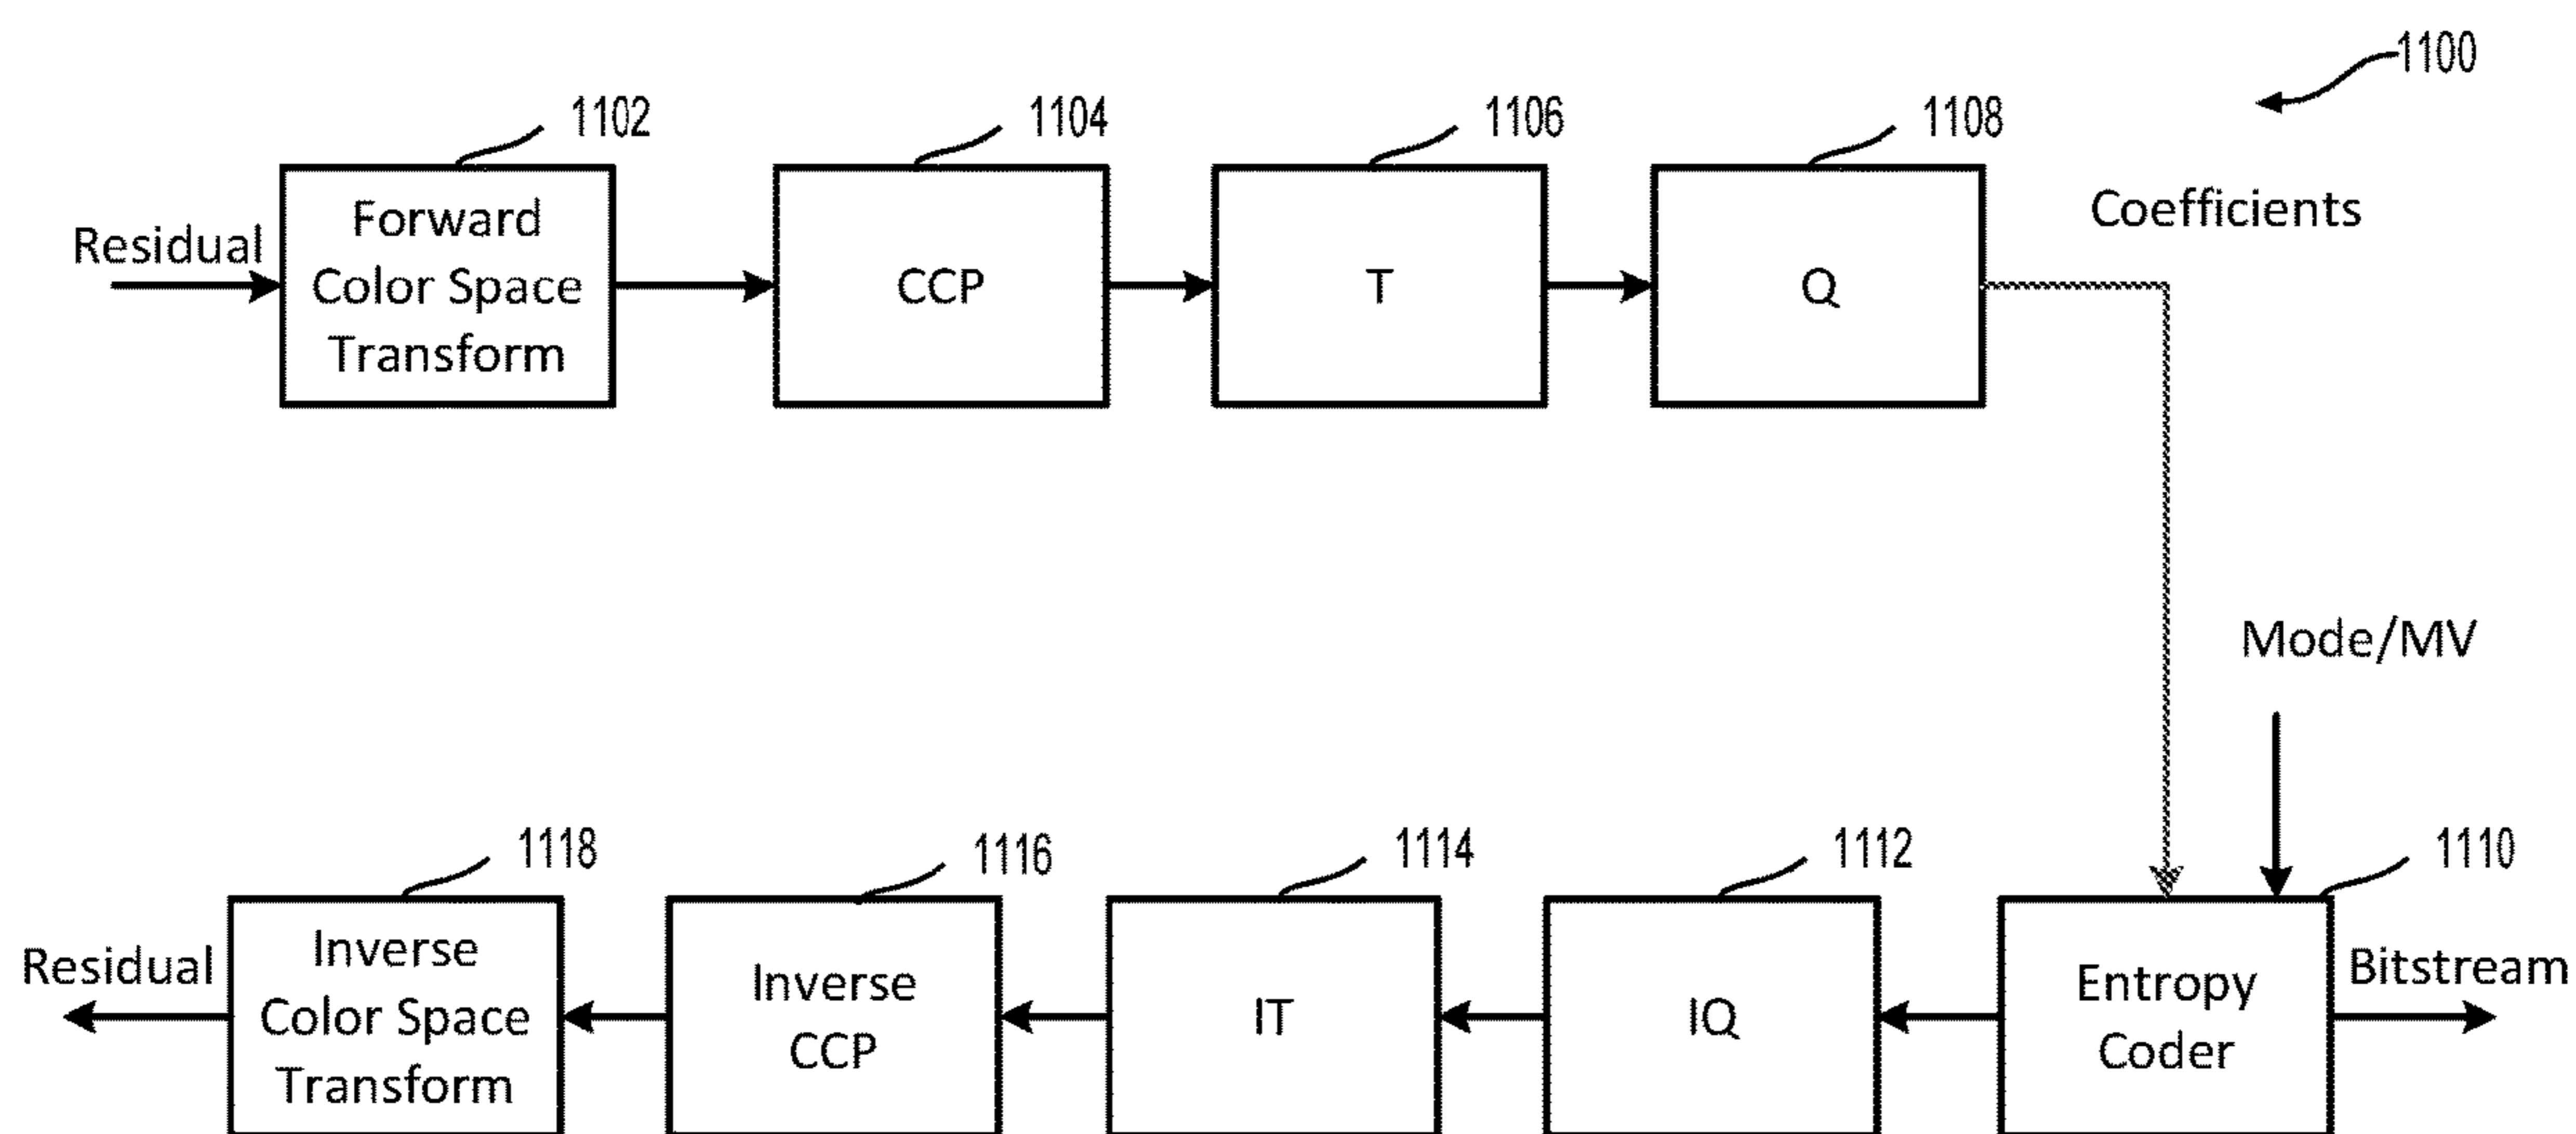 1100
1102
1104
1106
1108
Residual
Forward
Color Space
Transform
CCP
T
Q
Coefficients
Mode/MV
1118
1116
1114
1112
1110
Residual
Inverse
Color Space
Transform
Inverse
CCP
IT
IQ
Entropy
Coder
Bitstream